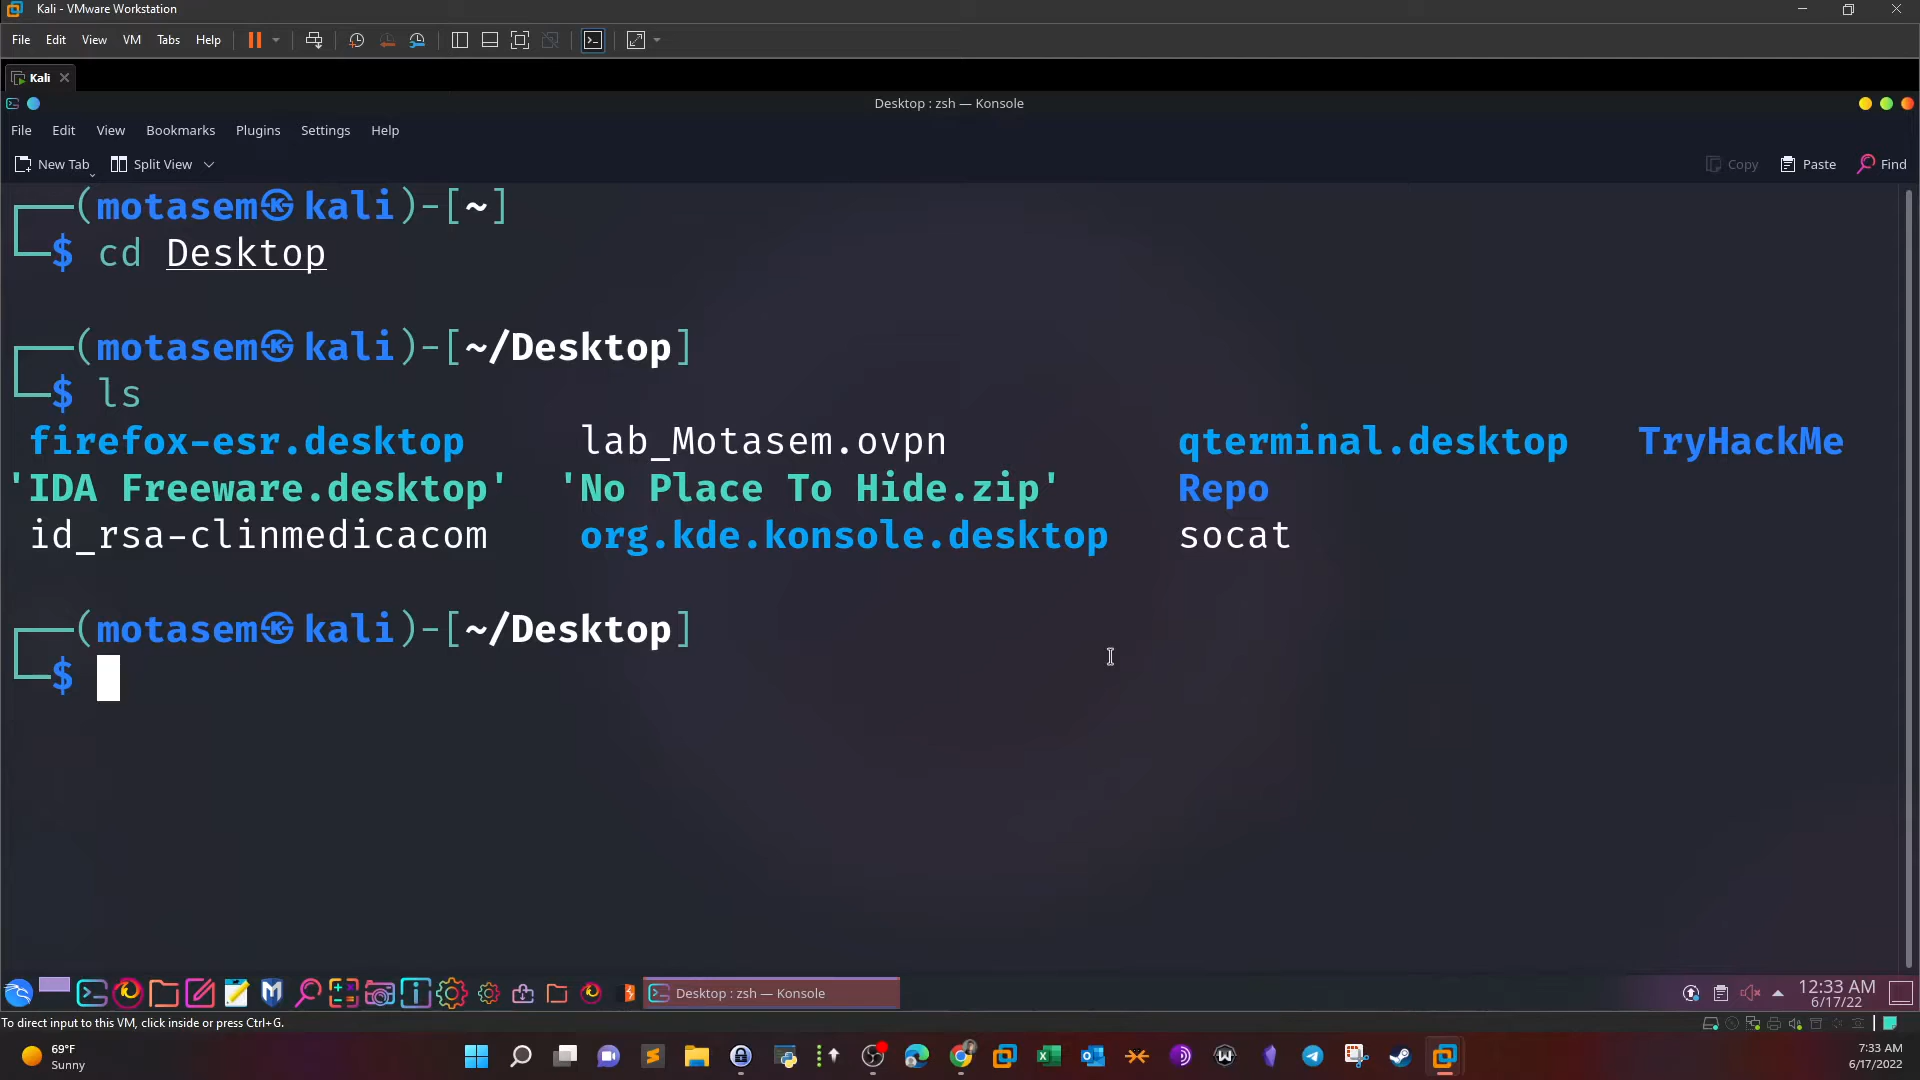 Kali - VMware Workstation
File Edit View VM Tabs Help
Kali
Desktop : zsh — Konsole
File Edit View Bookmarks Plugins Settings Help
New Tab Split View Copy Paste Find
┌──(motasem㉿kali)-[~]
└─$ cd Desktop
┌──(motasem㉿kali)-[~/Desktop]
└─$ ls
firefox-esr.desktop lab_Motasem.ovpn qterminal.desktop TryHackMe
'IDA Freeware.desktop' 'No Place To Hide.zip' Repo
id_rsa-clinmedicacom org.kde.konsole.desktop socat
┌──(motasem㉿kali)-[~/Desktop]
└─$
Desktop : zsh — Konsole
12:33 AM
6/17/22
To direct input to this VM, click inside or press Ctrl+G.
69°F
Sunny
7:33 AM
6/17/2022